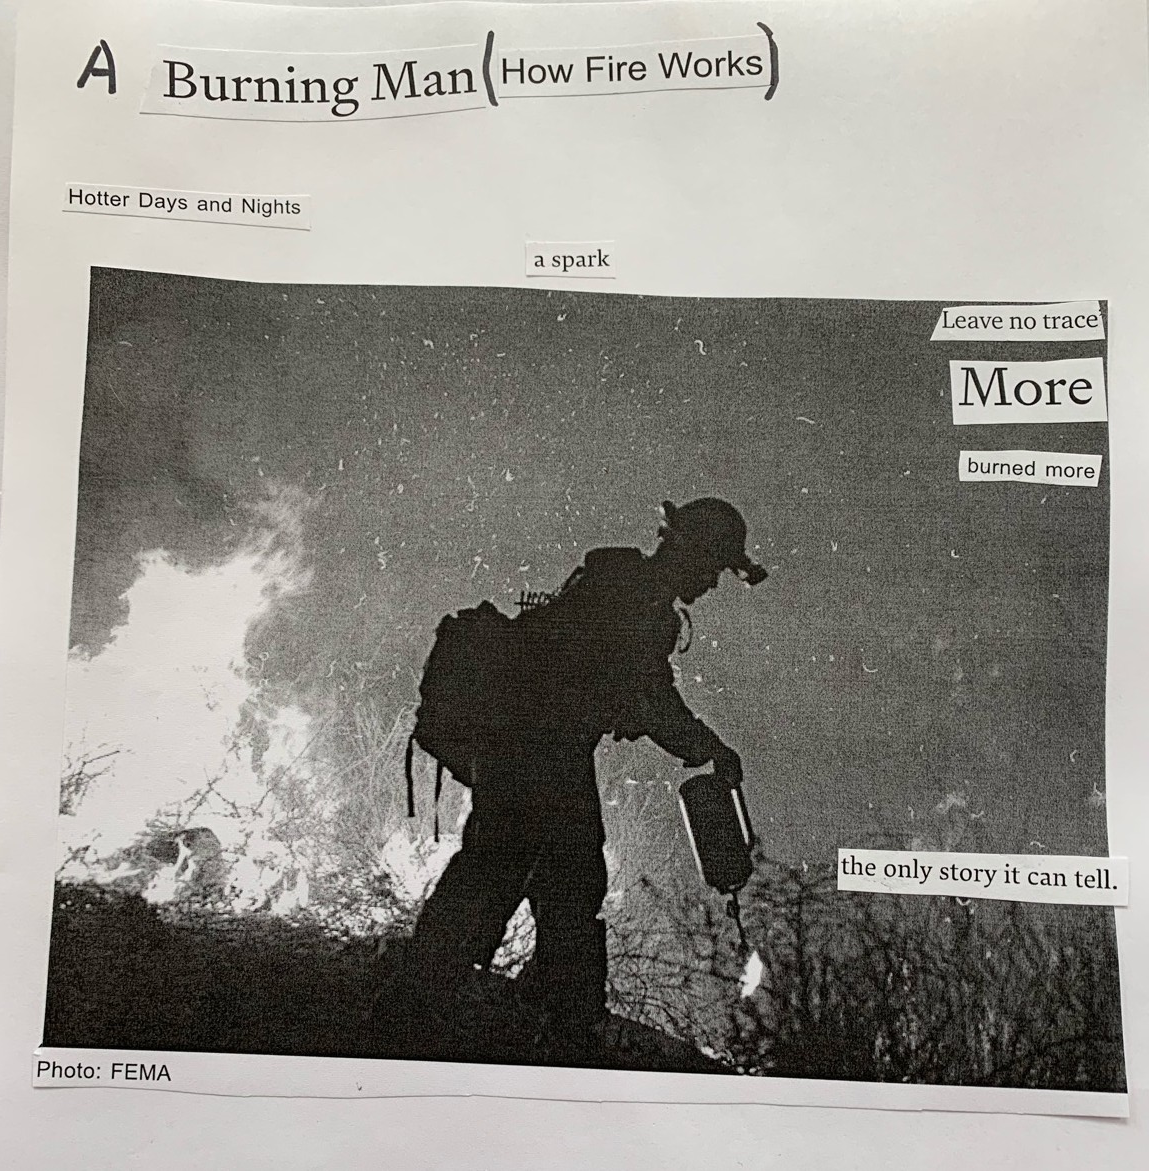 A Burning Man (How Fire Works)
Hotter Days and Nights
a spark
Leave no trace
More
burned more
the only story it can tell.
Photo: FEMA